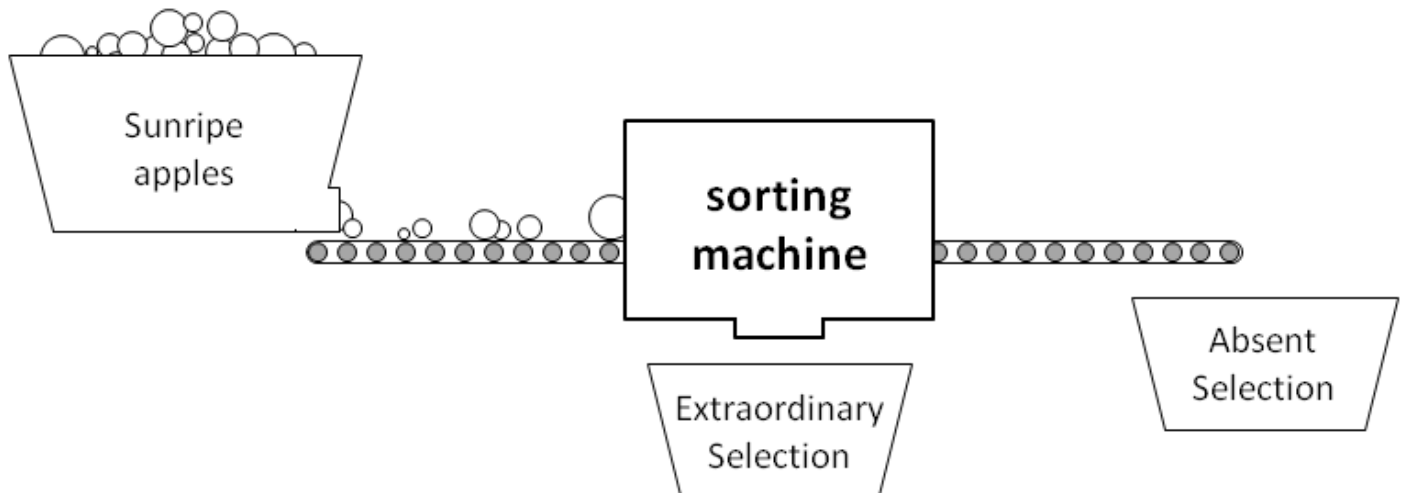 Sunripe
apples
sorting
machine
Extraordinary
Selection
Absent
Selection